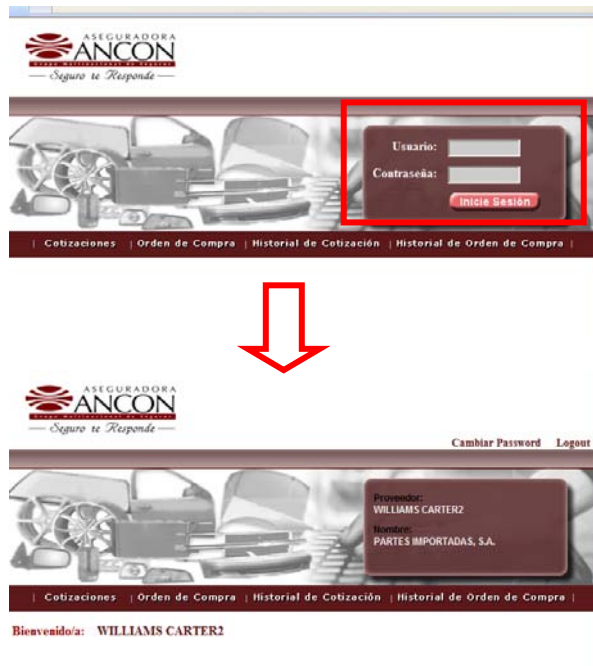 ASEGURADORA
ANCON
Grupo Multinacional de Seguros
Seguro te Responde
Usuario:
Contraseña:
Inicie Sesión
| Cotizaciones | Orden de Compra | Historial de Cotización | Historial de Orden de Compra |
ASEGURADORA
ANCON
Grupo Multinacional de Seguros
Seguro te Responde
Cambiar Password Logout
Proveedor:
WILLIAMS CARTER2
Nombre:
PARTES IMPORTADAS, S.A.
| Cotizaciones | Orden de Compra | Historial de Cotización | Historial de Orden de Compra |
Bienvenido/a: WILLIAMS CARTER2